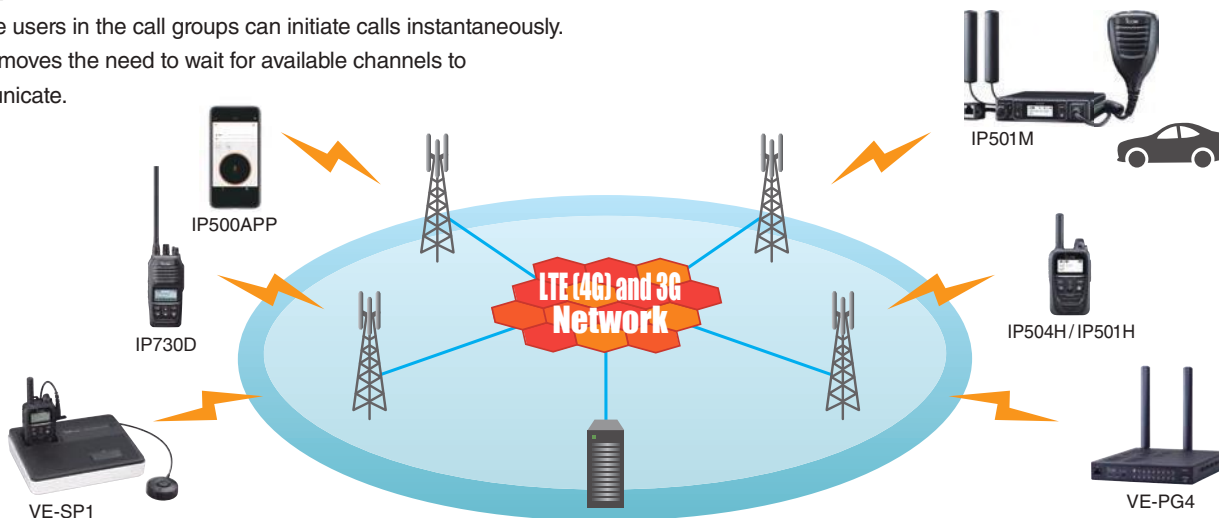 e users in the call groups can initiate calls instantaneously.
moves the need to wait for available channels to
unicate.
IP501M
IP500APP
LTE (4G) and 3G
Network
IP730D
IP504H / IP501H
VE-SP1
VE-PG4